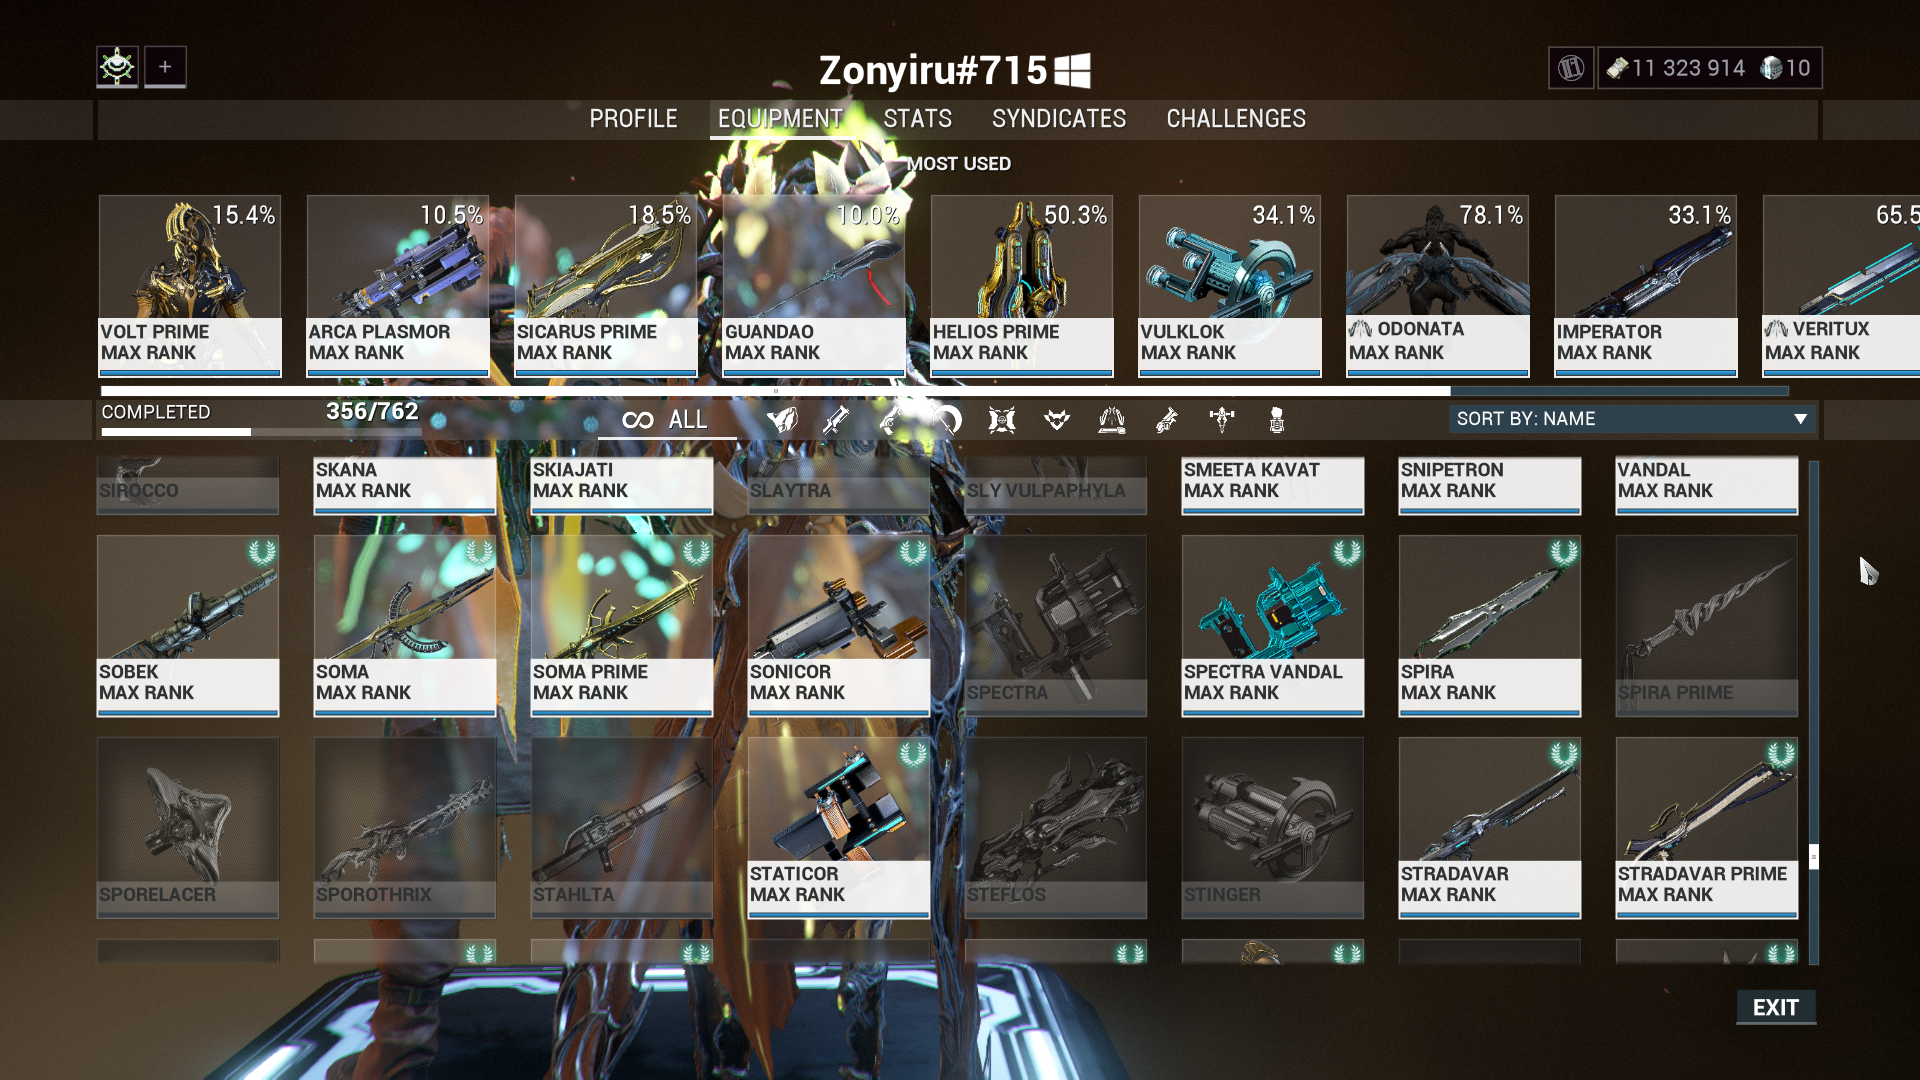 Zonyiru#715
+
11 323 914
10
PROFILE
EQUIPMENT
STATS
SYNDICATES
CHALLENGES
MOST USED
15.4%
VOLT PRIME
MAX RANK
10.5%
ARCA PLASMOR
MAX RANK
18.5%
SICARUS PRIME
MAX RANK
10.0%
GUANDAO
MAX RANK
50.3%
HELIOS PRIME
MAX RANK
34.1%
VULKLOK
MAX RANK
78.1%
ODONATA
MAX RANK
33.1%
IMPERATOR
MAX RANK
65.5
VERITUX
MAX RANK
COMPLETED
356/762
ALL
SORT BY: NAME
SIROCCO
SKANA
MAX RANK
SKIAJATI
MAX RANK
SLAYTRA
SLY VULPAPHYLA
SMEETA KAVAT
MAX RANK
SNIPETRON
MAX RANK
VANDAL
MAX RANK
SOBEK
MAX RANK
SOMA
MAX RANK
SOMA PRIME
MAX RANK
SONICOR
MAX RANK
SPECTRA
SPECTRA VANDAL
MAX RANK
SPIRA
MAX RANK
SPIRA PRIME
SPORELACER
SPOROTHRIX
STAHLTA
STATICOR
MAX RANK
STEFLOS
STINGER
STRADAVAR
MAX RANK
STRADAVAR PRIME
MAX RANK
EXIT